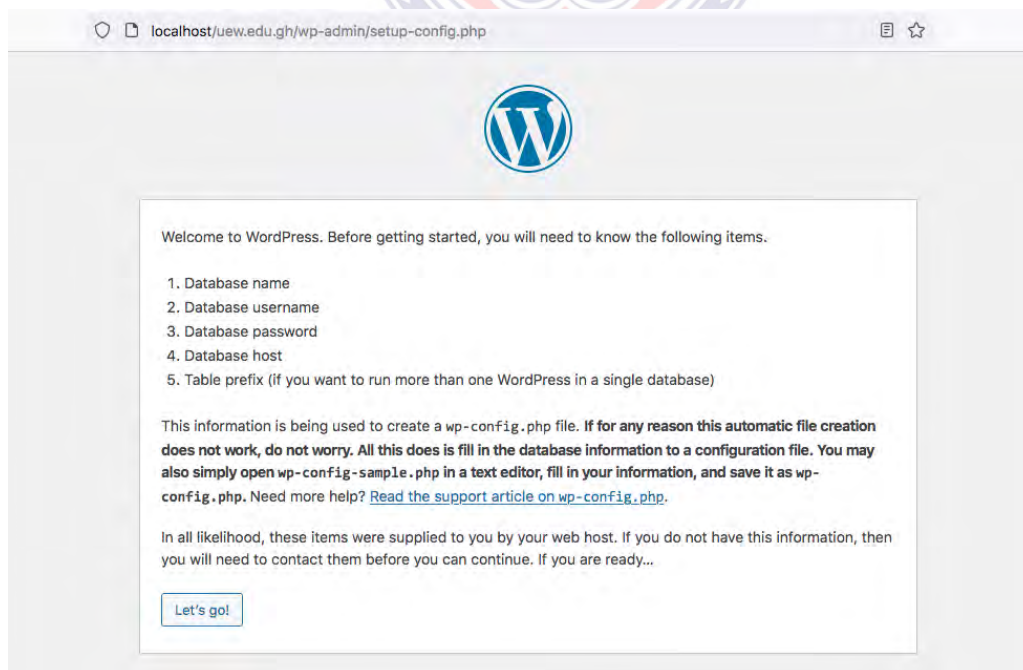 localhost/uew.edu.gh/wp-admin/setup-config.php
W
Welcome to WordPress. Before getting started, you will need to know the following items.
1. Database name
2. Database username
3. Database password
4. Database host
5. Table prefix (if you want to run more than one WordPress in a single database)
This information is being used to create a wp-config.php file. If for any reason this automatic file creation
does not work, do not worry. All this does is fill in the database information to a configuration file. You may
also simply open wp-config-sample.php in a text editor, fill in your information, and save it as wp-
config.php. Need more help? Read the support article on wp-config.php.
In all likelihood, these items were supplied to you by your web host. If you do not have this information, then
you will need to contact them before you can continue. If you are ready...
Let's go!